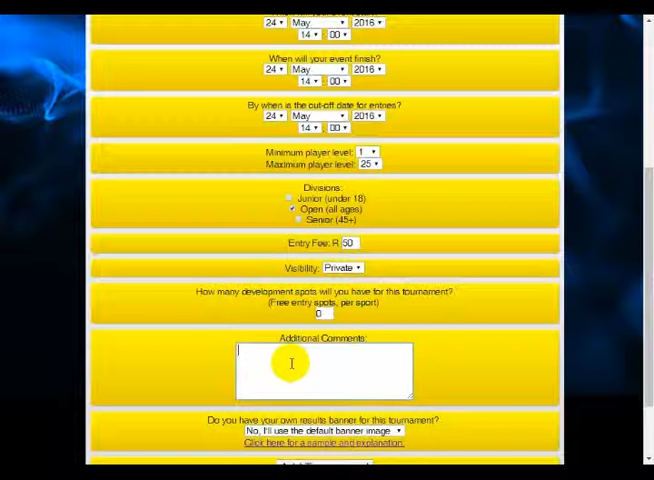 24 May 2016
14 : 00
When will your event finish?
24 May 2016
14 : 00
By when is the cut-off date for entries?
24 May 2016
14 : 00
Minimum player level: 1
Maximum player level: 25
Divisions:
Junior (under 18)
Open (all ages)
Senior (45+)
Entry Fee: R 50
Visibility: Private
How many development spots will you have for this tournament?
(Free entry spots, per sport)
0
Additional Comments:
Do you have your own results banner for this tournament?
No, I'll use the default banner image
Click here for a sample and explanation.